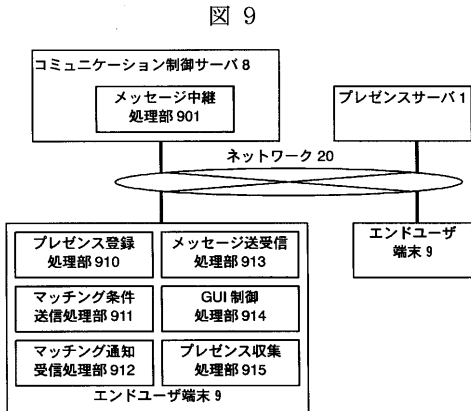 図 9
コミュニケーション制御サーバ 8
メッセージ中継
処理部 901
プレゼンスサーバ 1
ネットワーク 20
プレゼンス登録
処理部 910
メッセージ送受信
処理部 913
マッチング条件
送信処理部 911
GUI 制御
処理部 914
マッチング通知
受信処理部 912
プレゼンス収集
処理部 915
エンドユーザ端末 9
エンドユーザ
端末 9